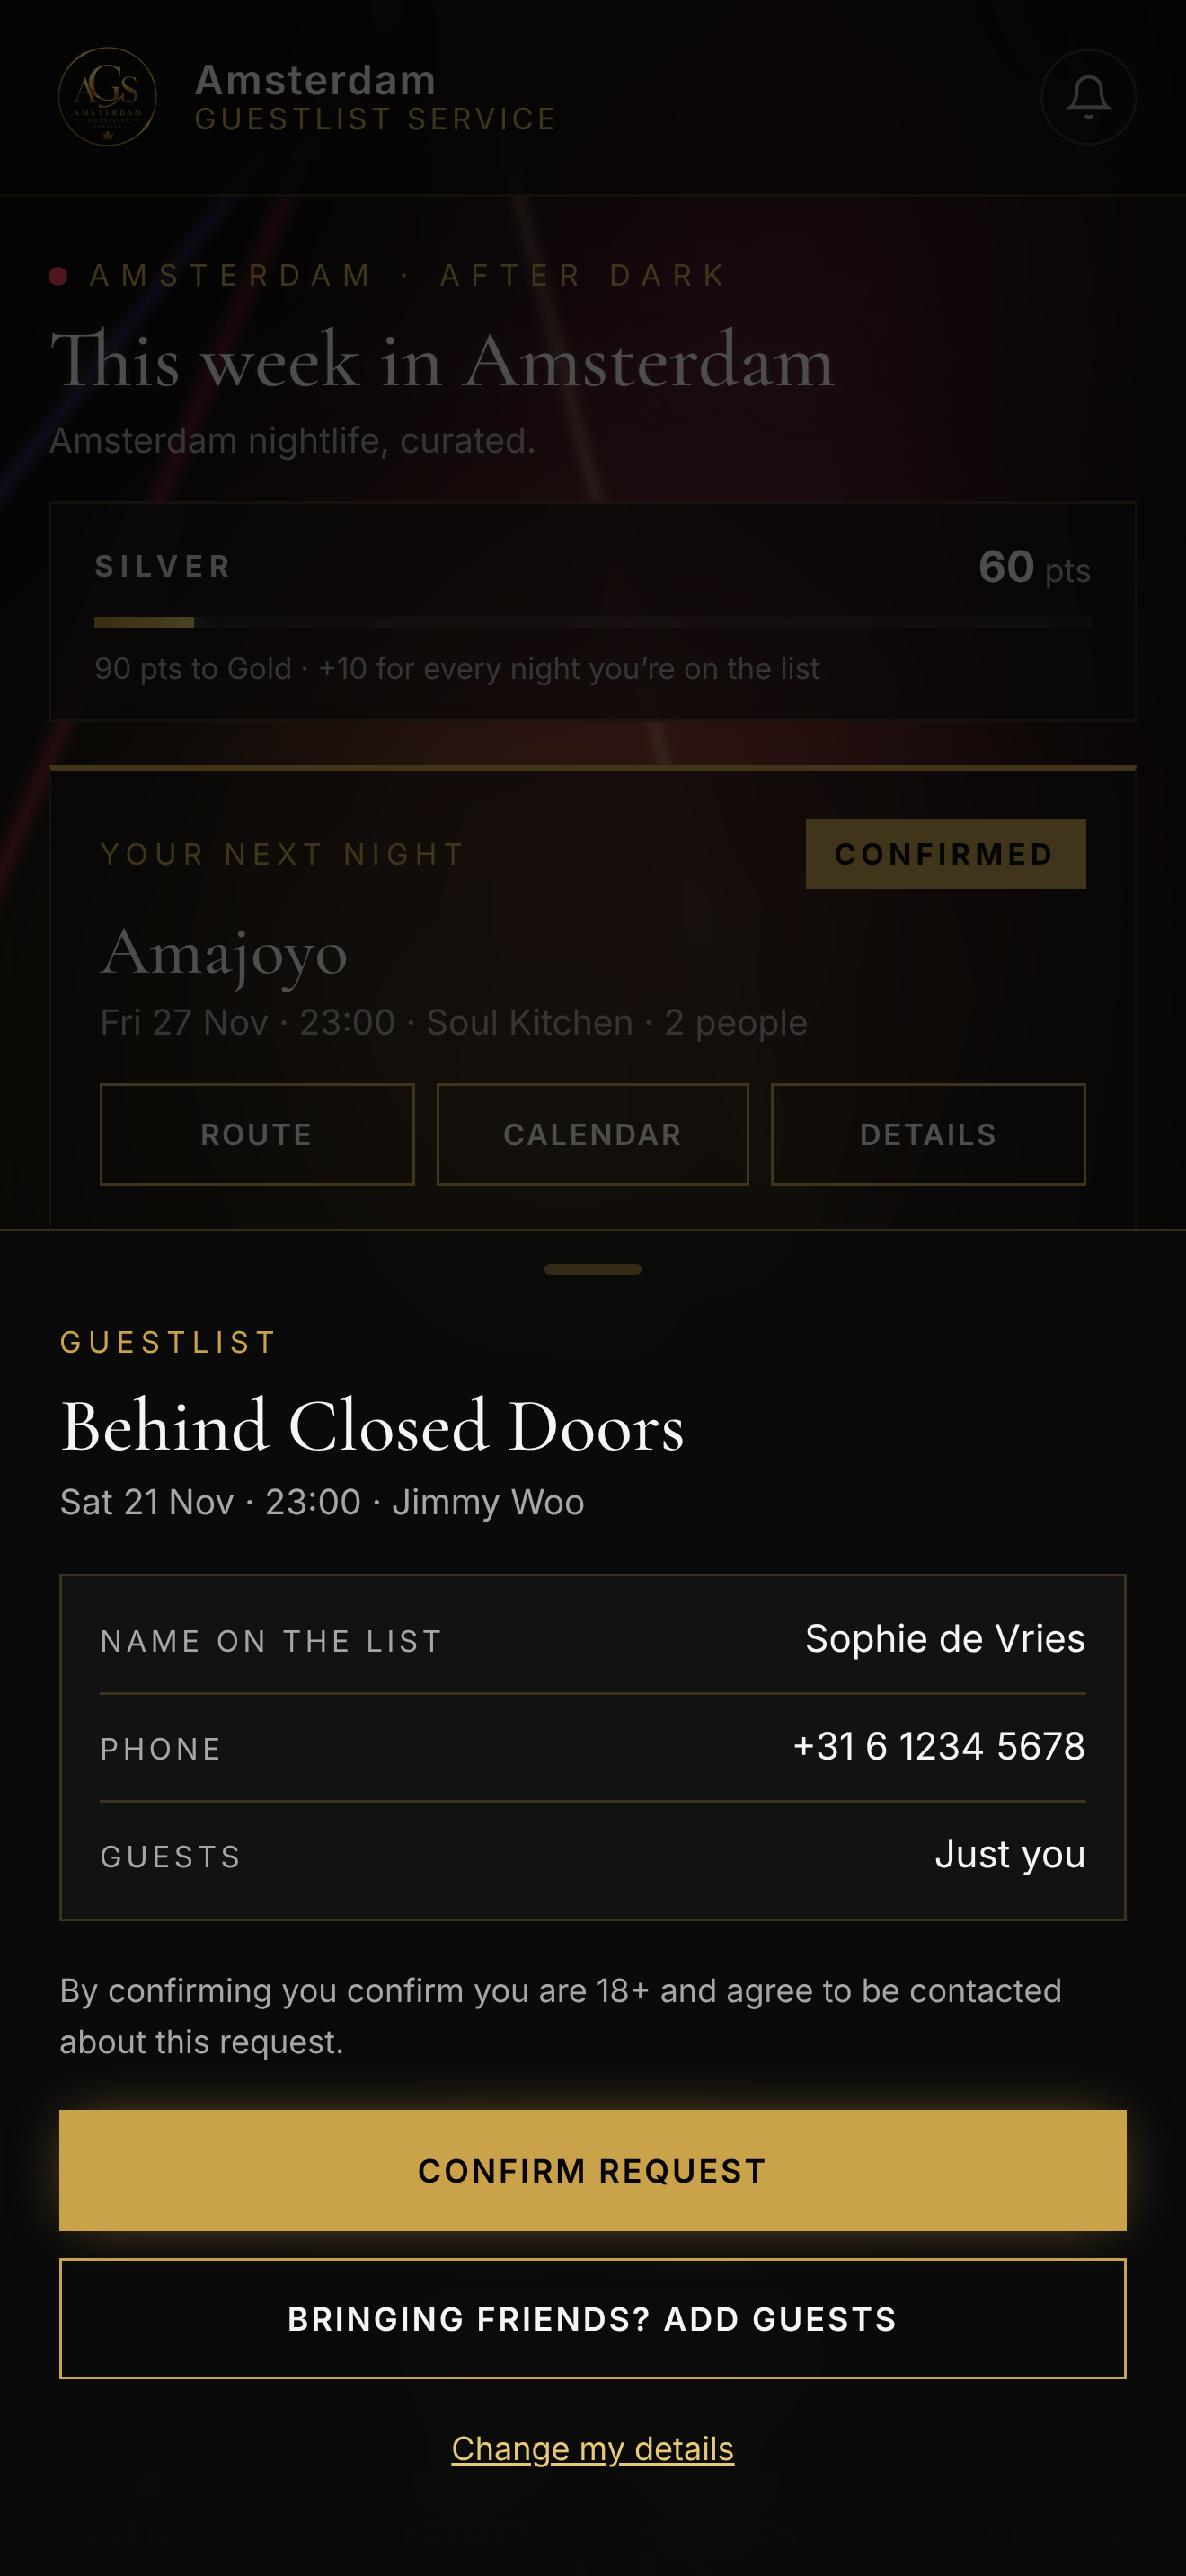 AGS
AMSTERDAM
GUESTLIST
SERVICE
Amsterdam
GUESTLIST SERVICE
AMSTERDAM · AFTER DARK
This week in Amsterdam
Amsterdam nightlife, curated.
SILVER
60 pts
90 pts to Gold · +10 for every night you’re on the list
YOUR NEXT NIGHT
CONFIRMED
Amajoyo
Fri 27 Nov · 23:00 · Soul Kitchen · 2 people
ROUTE
CALENDAR
DETAILS
GUESTLIST
Behind Closed Doors
Sat 21 Nov · 23:00 · Jimmy Woo
NAME ON THE LIST
Sophie de Vries
PHONE
+31 6 1234 5678
GUESTS
Just you
By confirming you confirm you are 18+ and agree to be contacted
about this request.
CONFIRM REQUEST
BRINGING FRIENDS? ADD GUESTS
Change my details